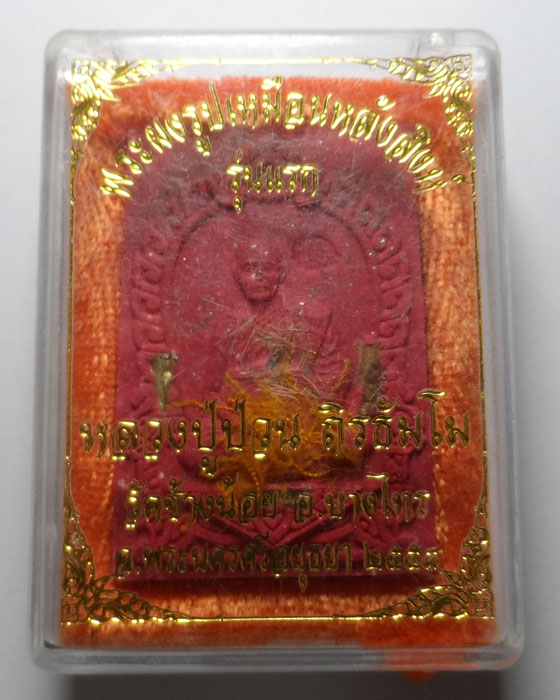 พระผงรูปเหมือนหลังสิงห์
รุ่นแรก
หลวงปู่ป่วน ถิรธัมโม
วัดช้างน้อย อ.บางไทร
จ.พระนครศรีอยุธยา